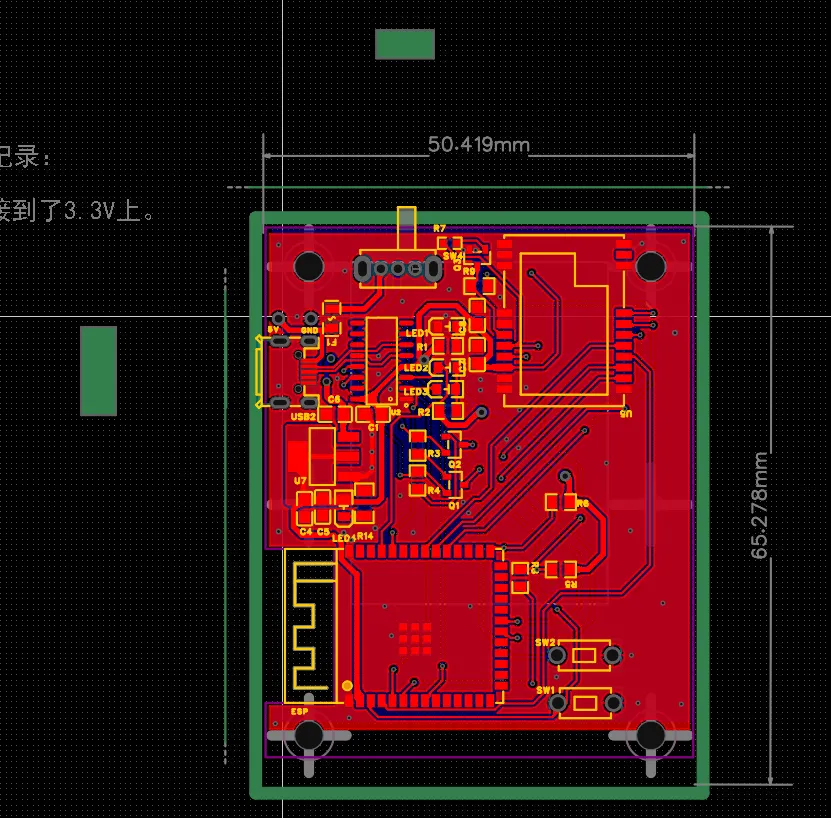 50.419mm
记录:
接到了3.3V上。
R7
SW4
R9
5V
GND
F1
LED1
R1
LED2
LED3
C6
R2
USB2
C1
U2
U5
R3
Q2
U7
R4
Q1
R6
C4
C5
LED4
R14
R5
65.278mm
SW2
SW1
ESP